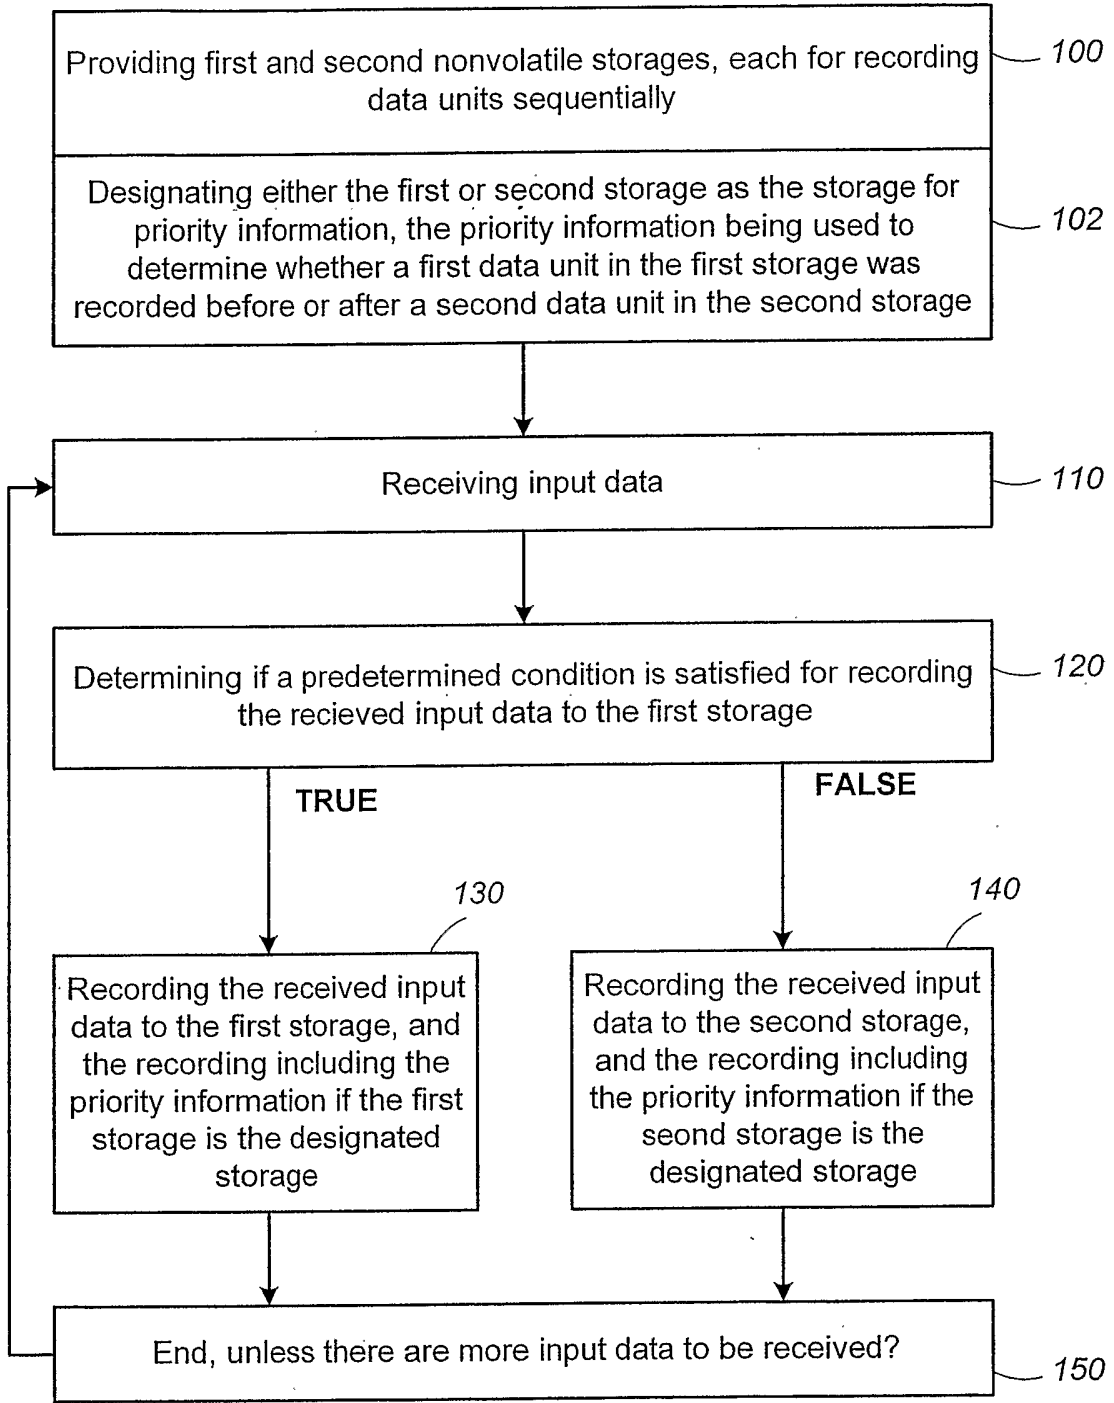 Providing first and second nonvolatile storages, each for recording
data units sequentially
100
Designating either the first or second storage as the storage for
priority information, the priority information being used to
determine whether a first data unit in the first storage was
recorded before or after a second data unit in the second storage
102
Receiving input data
110
Determining if a predetermined condition is satisfied for recording
the recieved input data to the first storage
120
TRUE
FALSE
130
Recording the received input
data to the first storage, and
the recording including the
priority information if the first
storage is the designated
storage
140
Recording the received input
data to the second storage,
and the recording including
the priority information if the
seond storage is the
designated storage
End, unless there are more input data to be received?
150